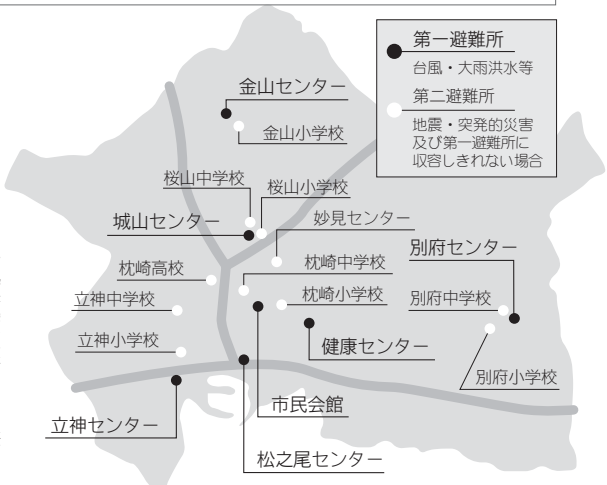 第一避難所
台風・大雨洪水等
第二避難所
地震・突発的災害
及び第一避難所に
収容しきれない場合
金山センター
金山小学校
桜山中学校
桜山小学校
城山センター
妙見センター
別府センター
枕崎高校
枕崎中学校
立神中学校
枕崎小学校
別府中学校
立神小学校
健康センター
別府小学校
市民会館
立神センター
松之尾センター